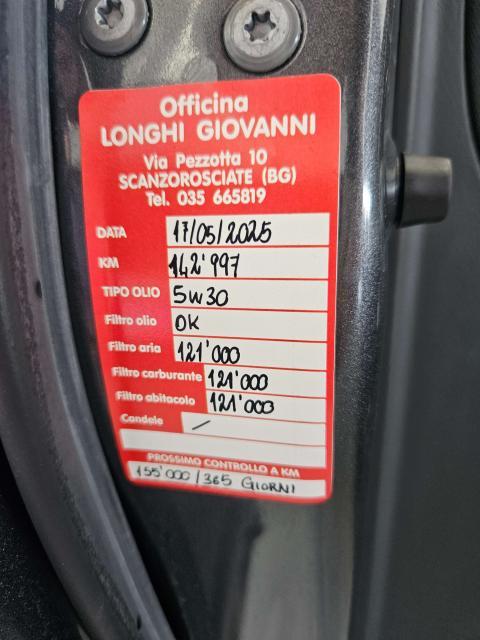 Officina
LONGHI GIOVANNI
Via Pezzotta 10
SCANZOROSCIATE (BG)
Tel. 035 665819
DATA 17/05/2025
KM 142'997
TIPO OLIO 5W30
Filtro olio OK
Filtro aria 121'000
Filtro carburante 121'000
Filtro abitacolo 121'000
Candele /
PROSSIMO CONTROLLO A KM
155'000/365 GIORNI